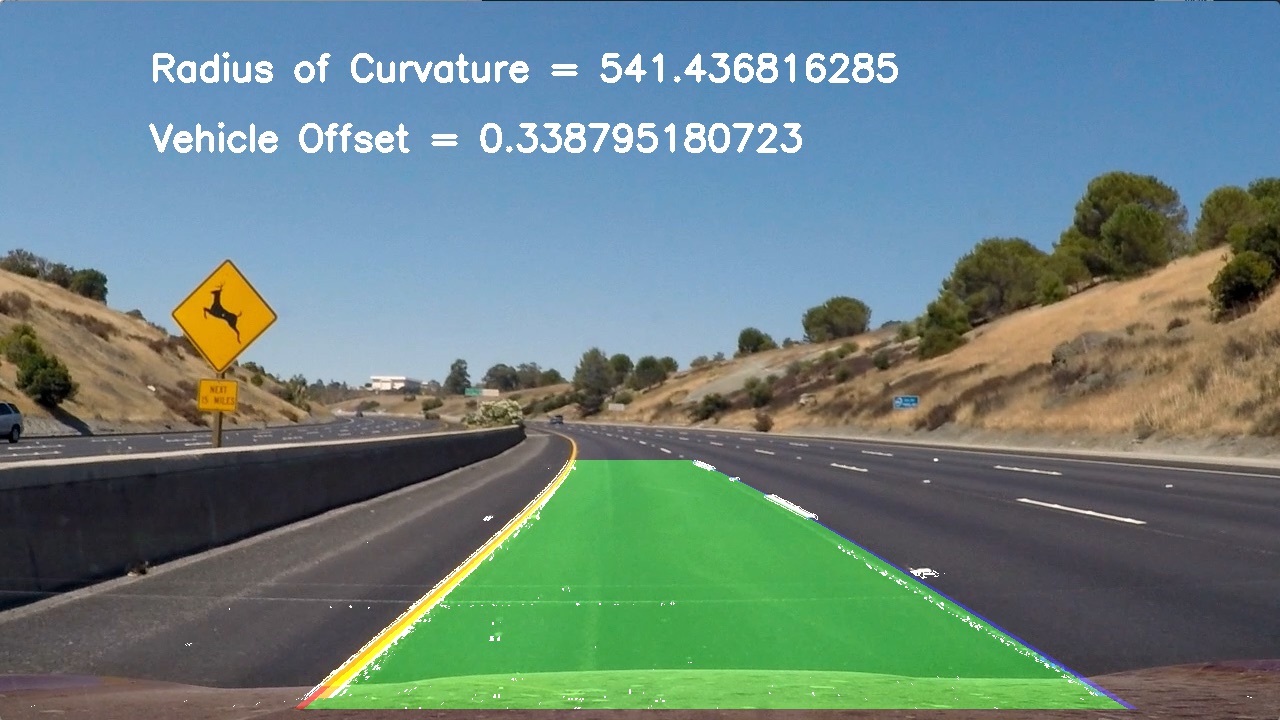 Radius of Curvature = 541.436816285
Vehicle Offset = 0.338795180723
NEXT
15 MILES